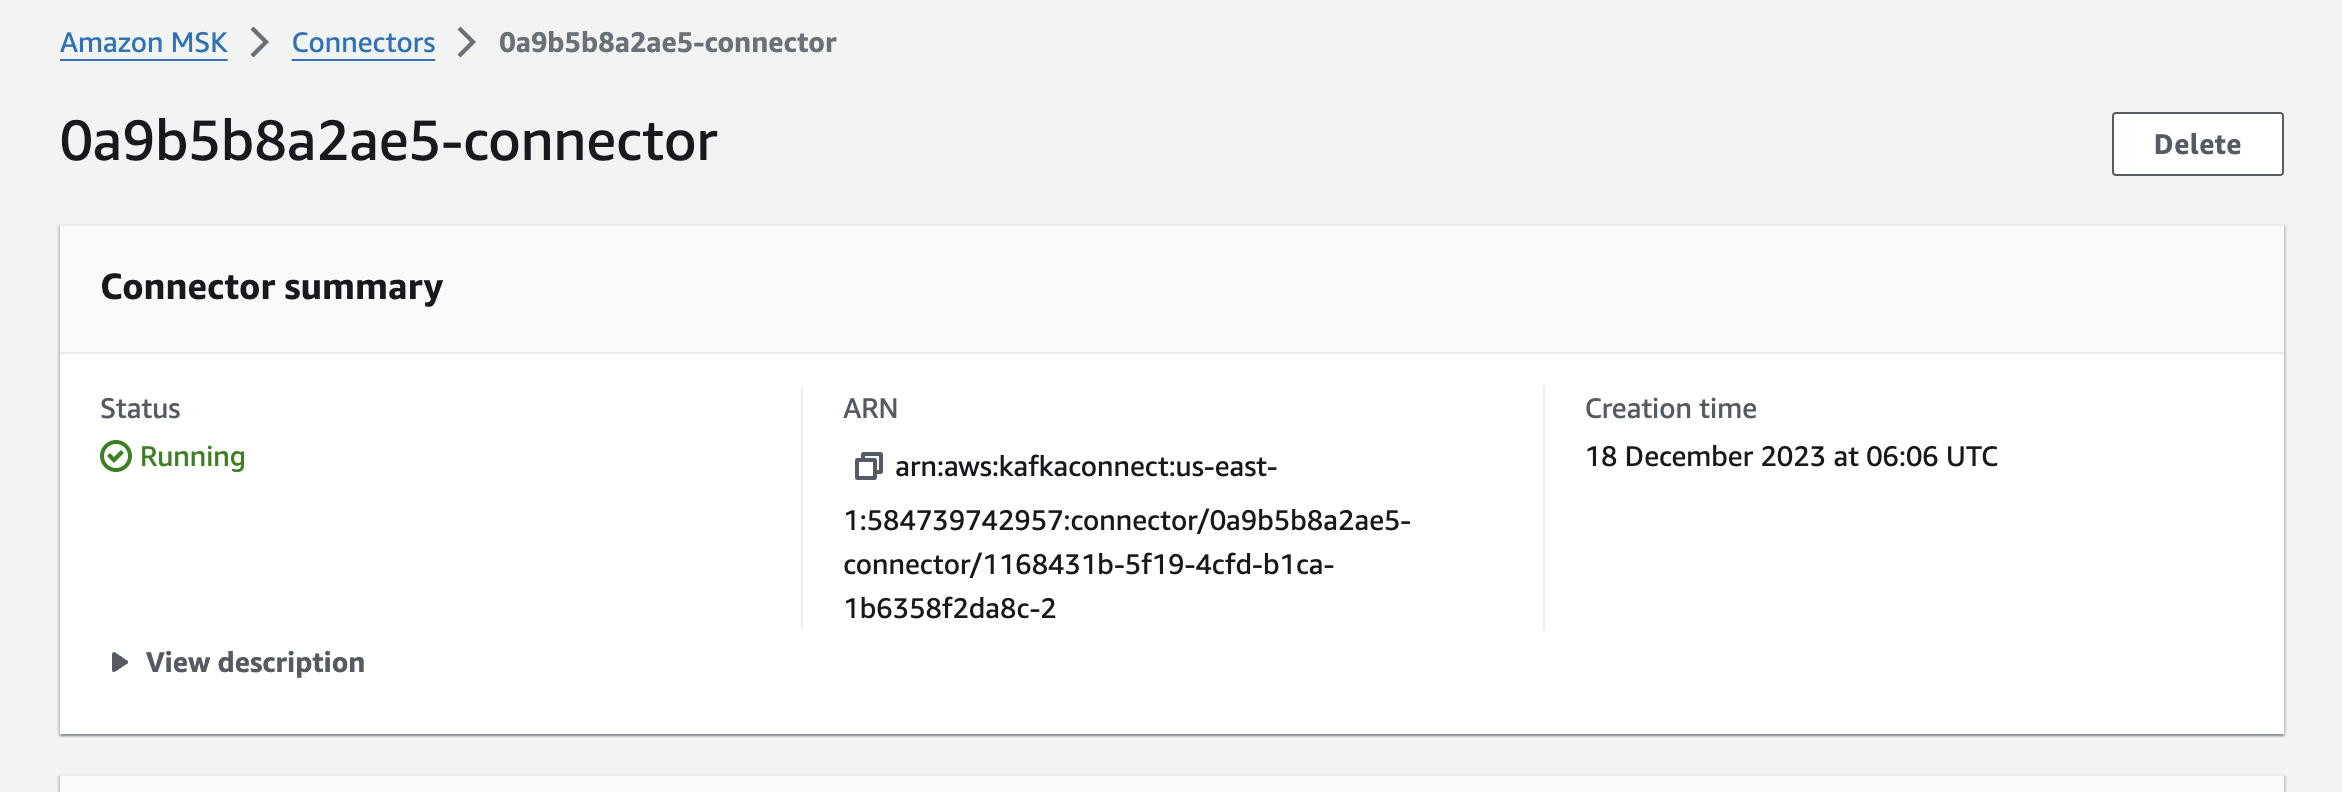 Amazon MSK > Connectors > 0a9b5b8a2ae5-connector
0a9b5b8a2ae5-connector
Delete
Connector summary
Status
Running
ARN
arn:aws:kafkaconnect:us-east-
1:584739742957:connector/0a9b5b8a2ae5-
connector/1168431b-5f19-4cfd-b1ca-
1b6358f2da8c-2
Creation time
18 December 2023 at 06:06 UTC
View description